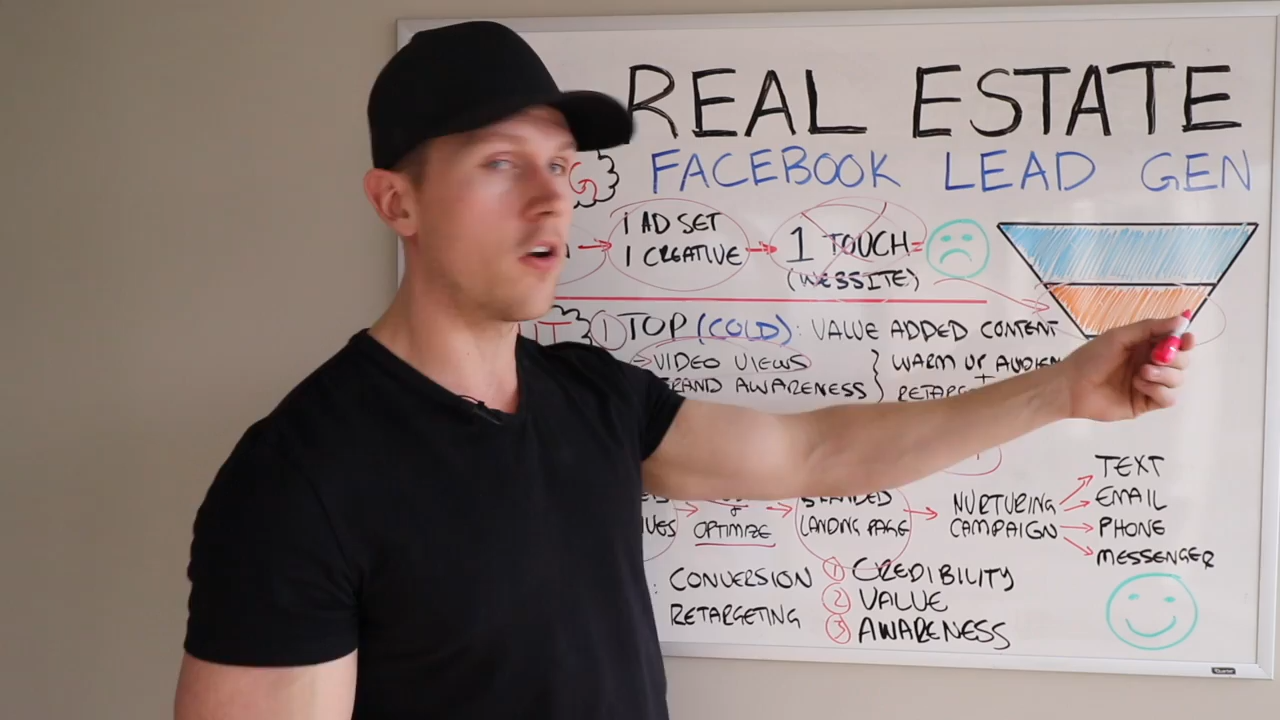 REAL ESTATE
FACEBOOK LEAD GEN
1 AD SET
1 CREATIVE
1 TOUCH =
(WEBSITE)
1 TOP (COLD): VALUE ADDED CONTENT
→ VIDEO VIEWS
BRAND AWARENESS
WARM UP
+
OPTIMIZE
BRANDED
LANDING PAGE
NURTURING
CAMPAIGN
TEXT
EMAIL
PHONE
MESSENGER
: CONVERSION
RETARGETING
1 CREDIBILITY
2 VALUE
3 AWARENESS